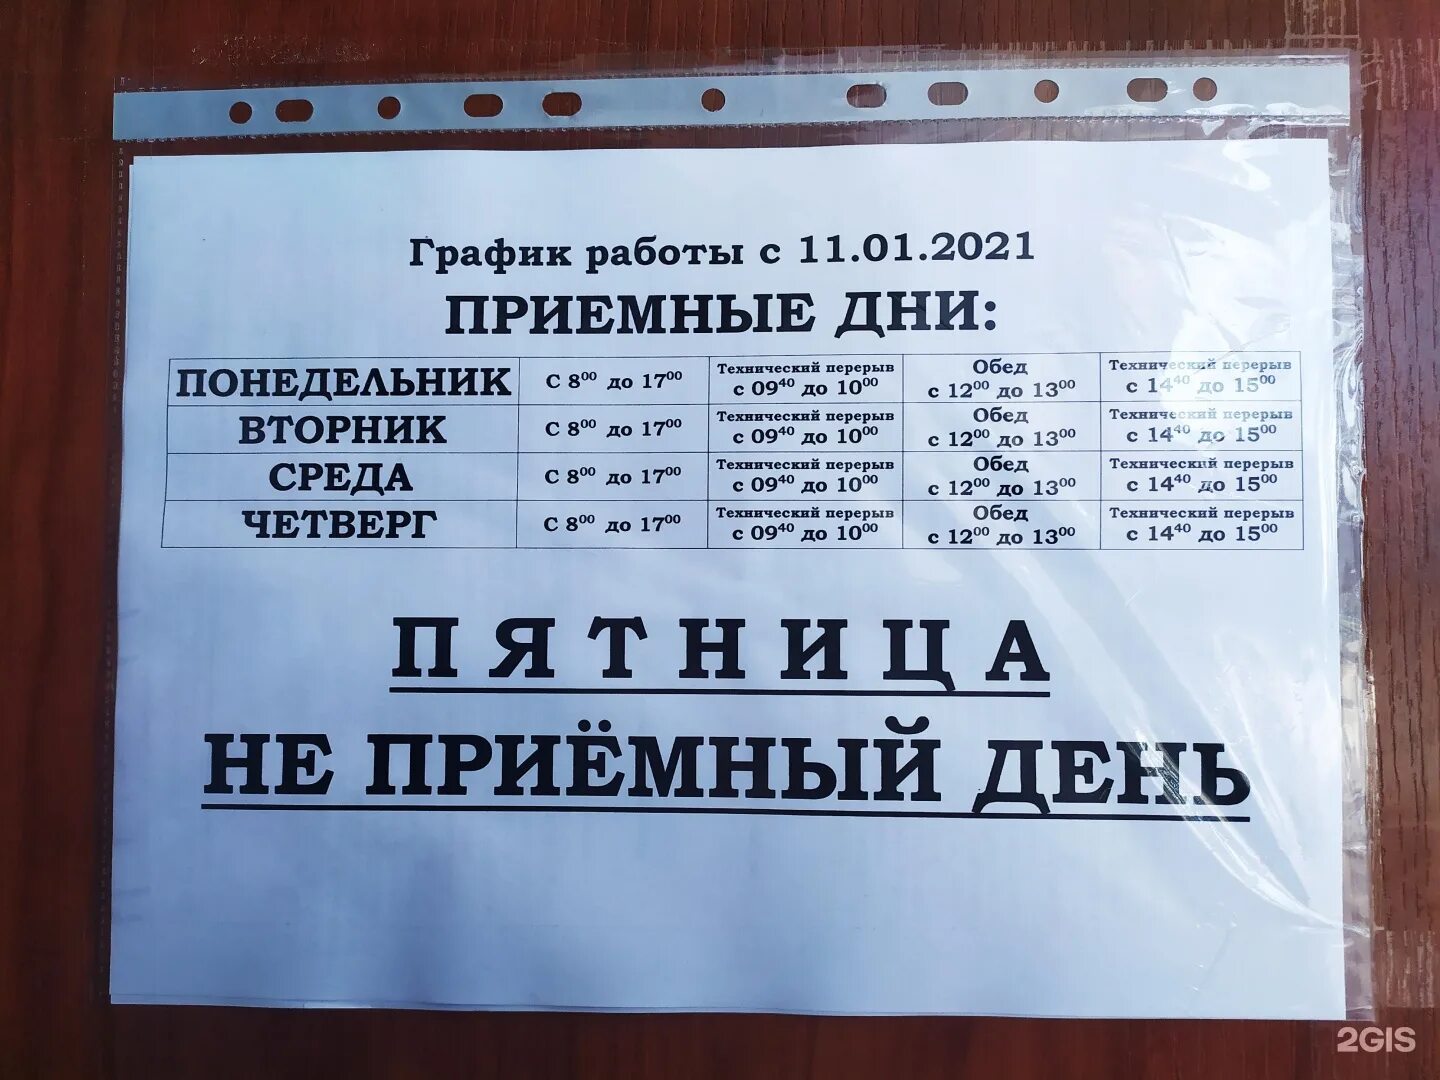 График работы с 11.01.2021
ПРИЕМНЫЕ ДНИ:
ПОНЕДЕЛЬНИК С 8⁰⁰ до 17⁰⁰ Технический перерыв с 09⁴⁰ до 10⁰⁰ Обед с 12⁰⁰ до 13⁰⁰ Технический перерыв с 14⁴⁰ до 15⁰⁰
ВТОРНИК С 8⁰⁰ до 17⁰⁰ Технический перерыв с 09⁴⁰ до 10⁰⁰ Обед с 12⁰⁰ до 13⁰⁰ Технический перерыв с 14⁴⁰ до 15⁰⁰
СРЕДА С 8⁰⁰ до 17⁰⁰ Технический перерыв с 09⁴⁰ до 10⁰⁰ Обед с 12⁰⁰ до 13⁰⁰ Технический перерыв с 14⁴⁰ до 15⁰⁰
ЧЕТВЕРГ С 8⁰⁰ до 17⁰⁰ Технический перерыв с 09⁴⁰ до 10⁰⁰ Обед с 12⁰⁰ до 13⁰⁰ Технический перерыв с 14⁴⁰ до 15⁰⁰
П Я Т Н И Ц А
НЕ ПРИЁМНЫЙ ДЕНЬ
2GIS